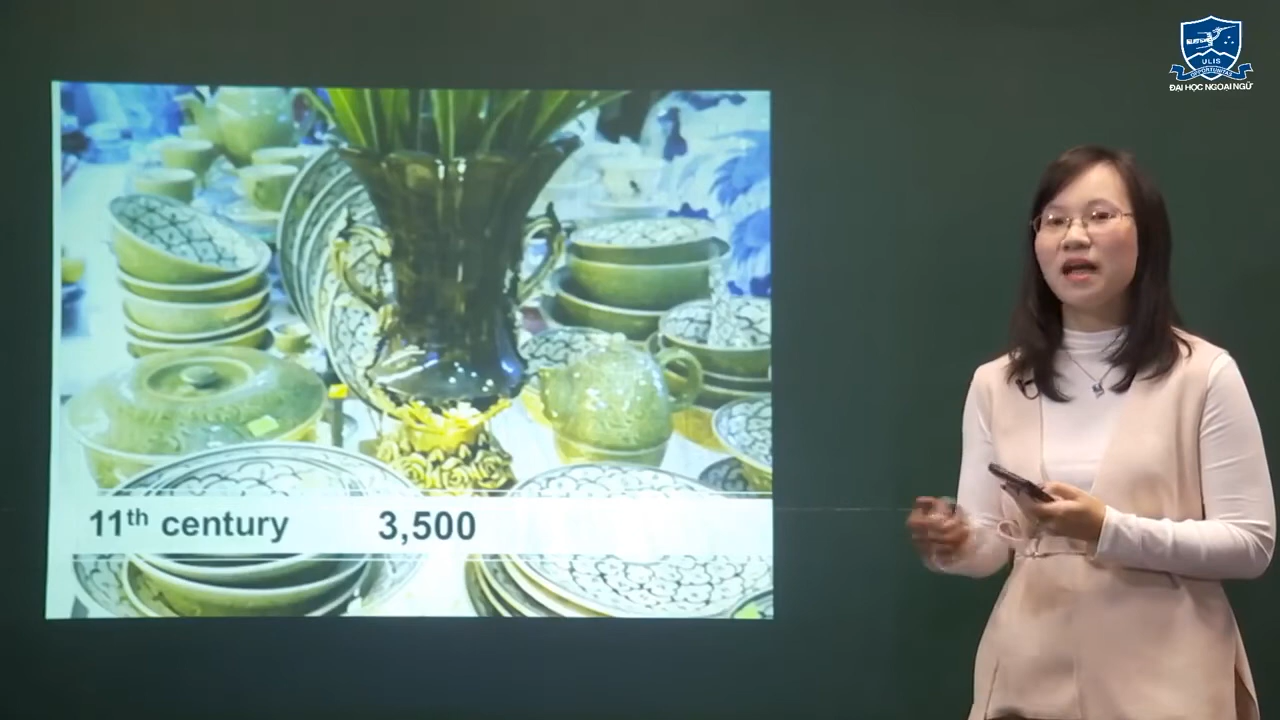 ULIS
ĐẠI HỌC NGOẠI NGỮ
11th century 3,500